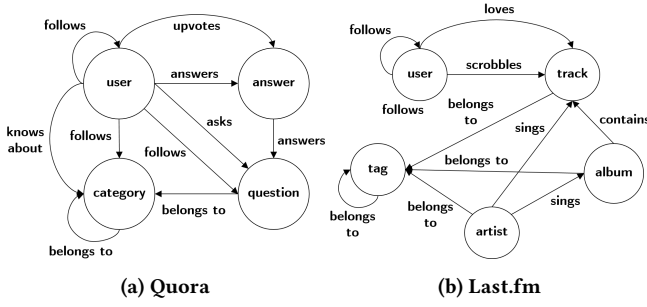 follows
upvotes
user
answers
answer
knows
about
follows
asks
follows
answers
category
belongs to
question
belongs to
(a) Quora
loves
follows
user
scrobbles
track
follows
belongs
to
sings
contains
tag
belongs to
album
belongs
to
belongs
to
sings
artist
(b) Last.fm